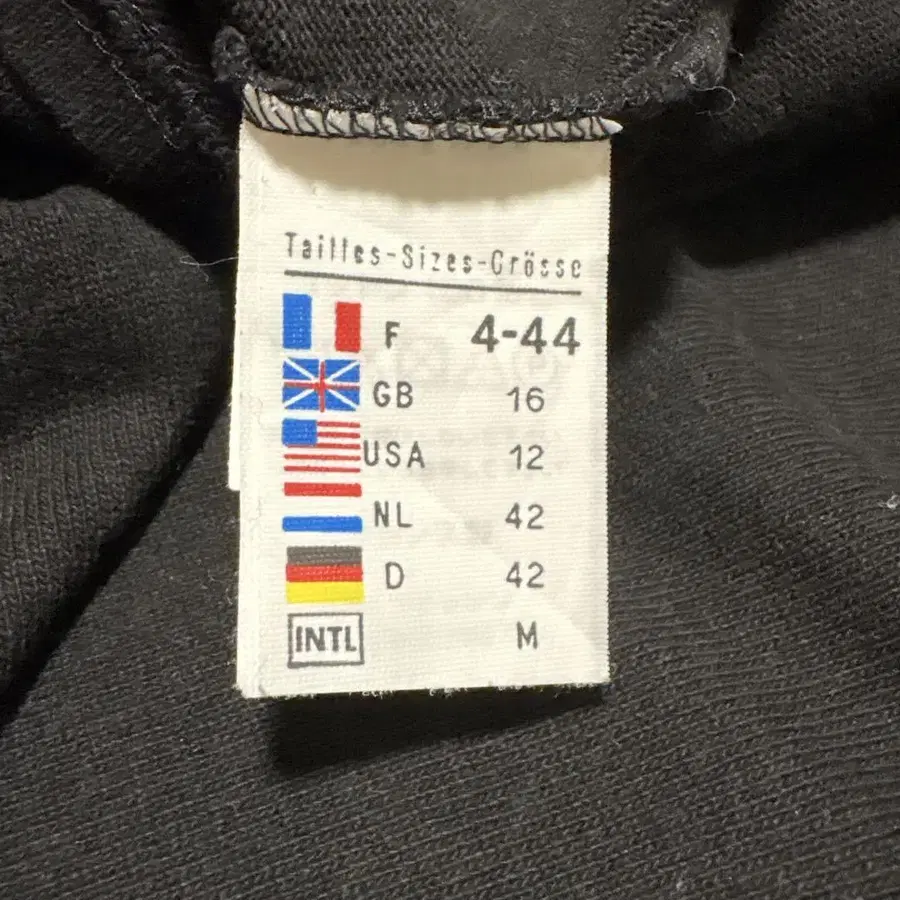 Tailles-Sizes-Grösse
F 4-44
GB 16
USA 12
NL 42
D 42
INTL M